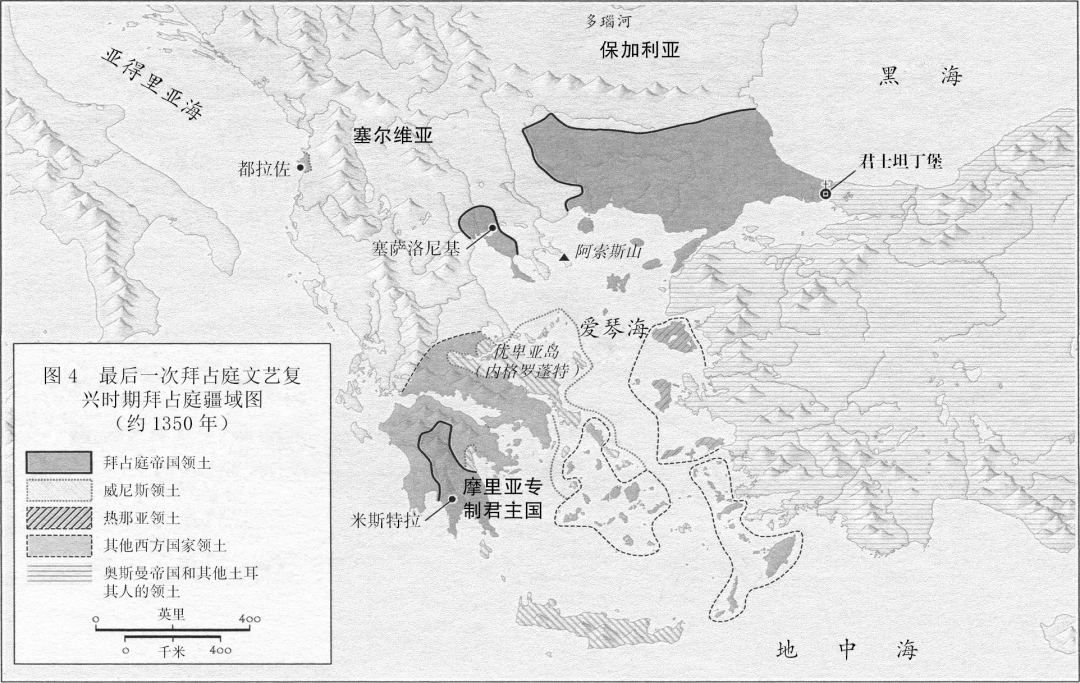 多瑙河
保加利亚
黑 海
亚得里亚海
塞尔维亚
都拉佐
君士坦丁堡
塞萨洛尼基
阿索斯山
爱琴海
优卑亚岛
(内格罗蓬特)
摩里亚专
制君主国
米斯特拉
地 中 海
图 4 最后一次拜占庭文艺复
兴时期拜占庭疆域图
(约 1350 年)
拜占庭帝国领土
威尼斯领土
热那亚领土
其他西方国家领土
奥斯曼帝国和其他土耳
其人的领土
英里
0 400
0 千米 400